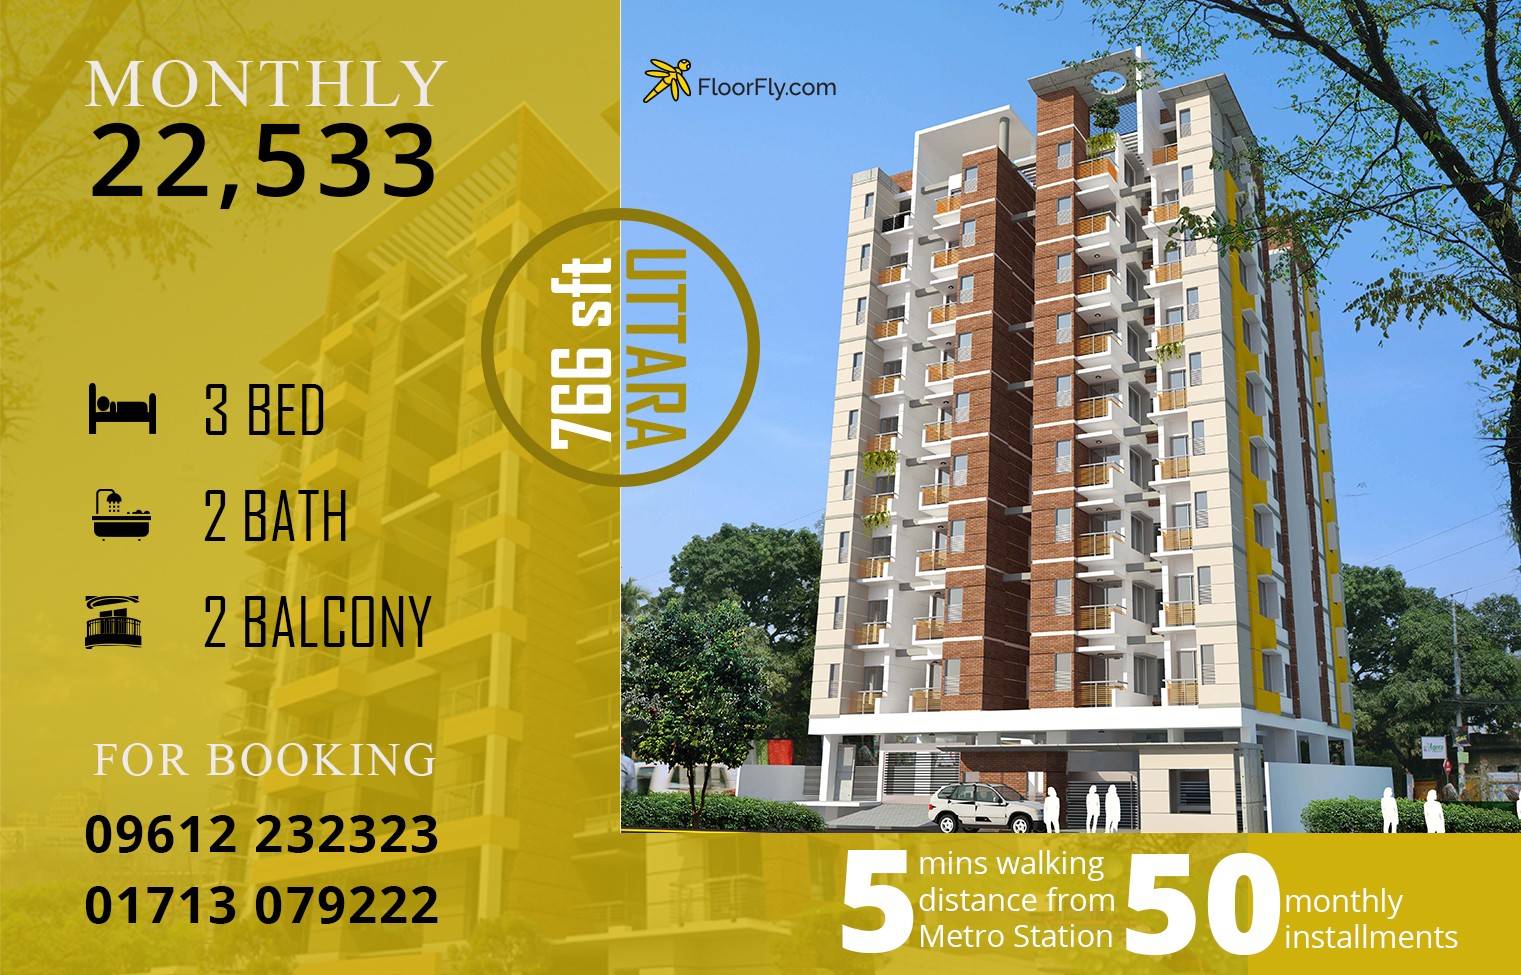 MONTHLY
22,533
FloorFly.com
766 sft
UTTARA
3 BED
2 BATH
2 BALCONY
FOR BOOKING
09612 232323
01713 079222
5 mins walking
distance from
Metro Station
50 monthly
installments